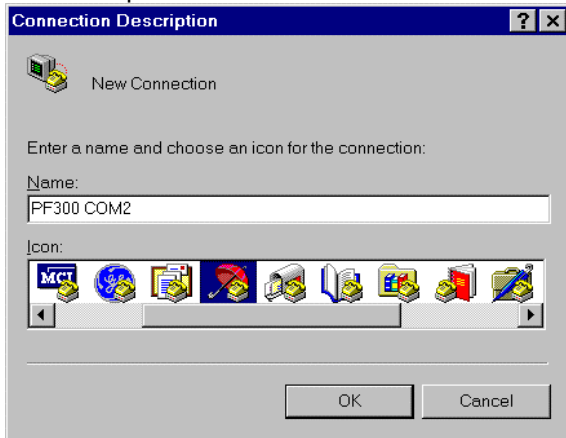 Connection Description
New Connection
Enter a name and choose an icon for the connection:
Name:
PF300 COM2
Icon:
MCI
OK Cancel